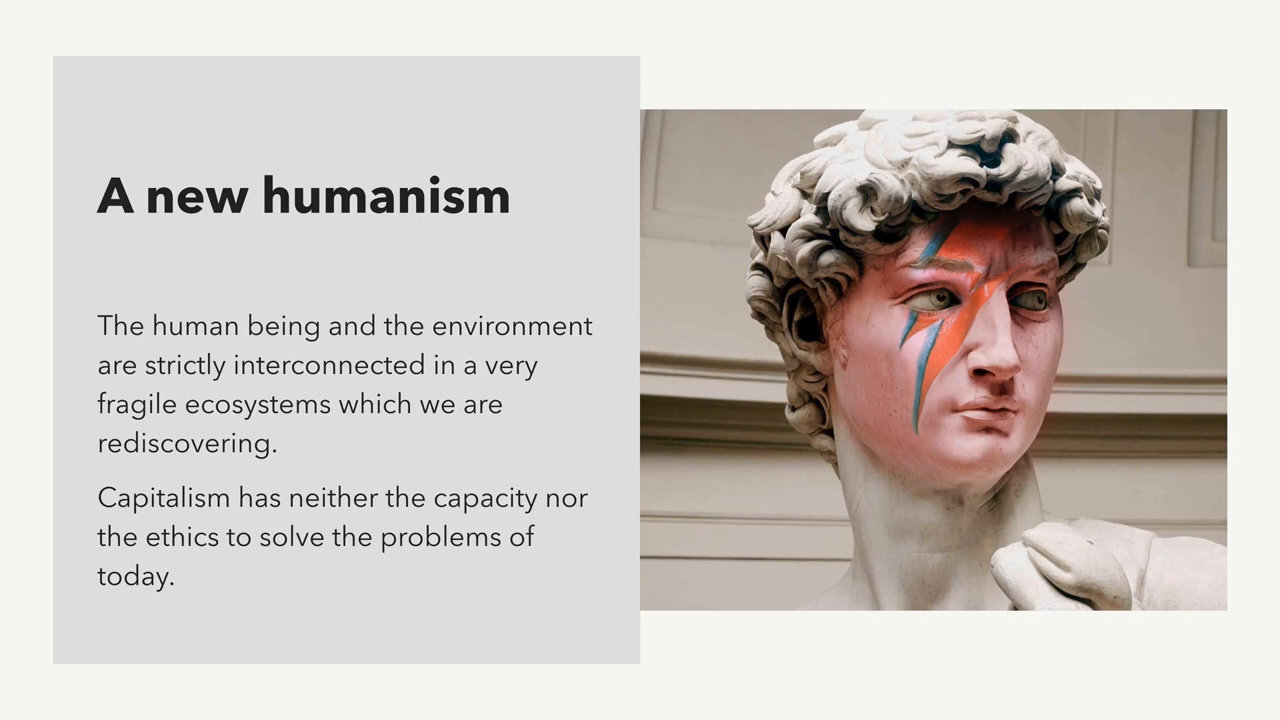 A new humanism
The human being and the environment
are strictly interconnected in a very
fragile ecosystems which we are
rediscovering.
Capitalism has neither the capacity nor
the ethics to solve the problems of
today.